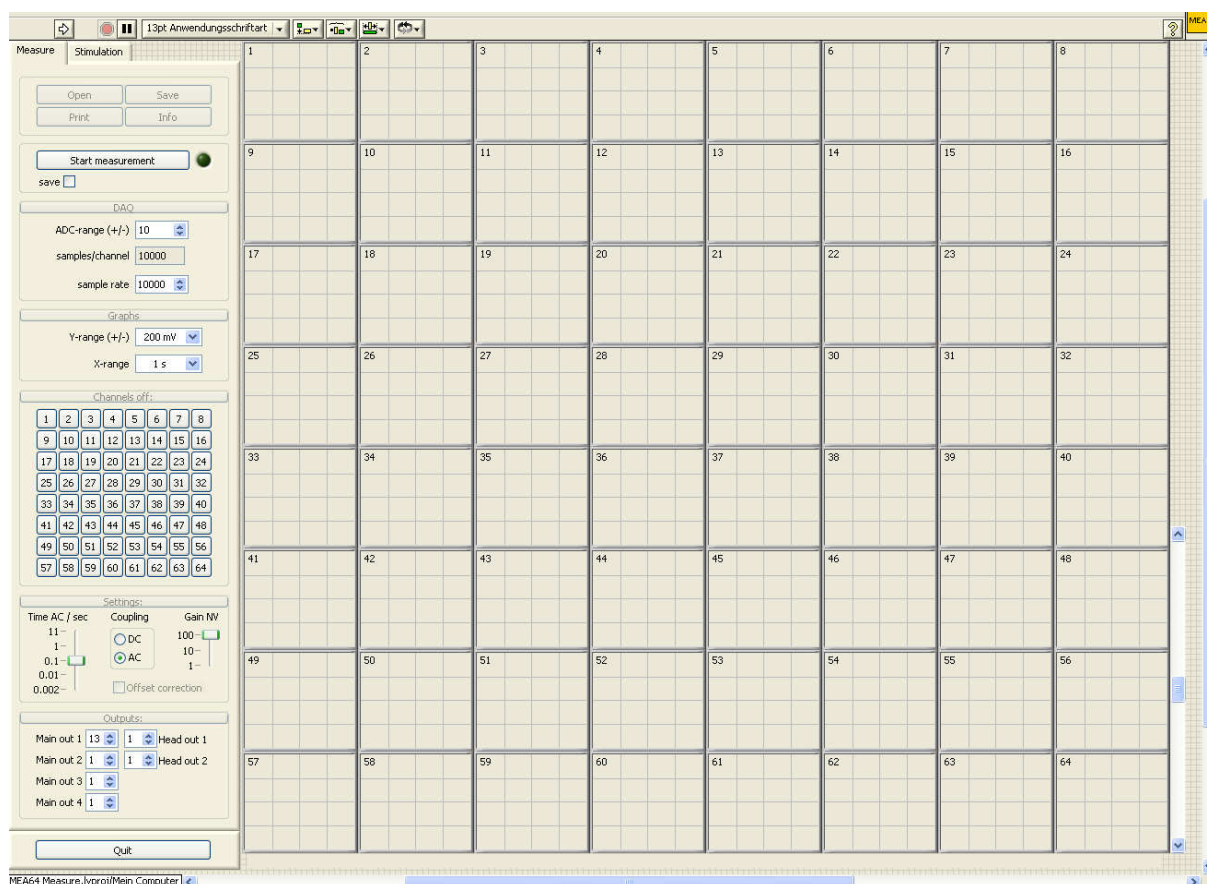 13pt Anwendungsschriftart
MEA
Measure Stimulation
Open Save
Print Info
Start measurement
save
DAQ
ADC-range (+/-) 10
samples/channel 10000
sample rate 10000
Graphs
Y-range (+/-) 200 mV
X-range 1 s
Channels off:
1 2 3 4 5 6 7 8
9 10 11 12 13 14 15 16
17 18 19 20 21 22 23 24
25 26 27 28 29 30 31 32
33 34 35 36 37 38 39 40
41 42 43 44 45 46 47 48
49 50 51 52 53 54 55 56
57 58 59 60 61 62 63 64
Settings:
Time AC / sec Coupling Gain NV
11 DC 100
1 10
0.1 AC 1
0.01
0.002 Offset correction
Outputs:
Main out 1 13 1 Head out 1
Main out 2 1 1 Head out 2
Main out 3 1
Main out 4 1
Quit
1 2 3 4 5 6 7 8
9 10 11 12 13 14 15 16
17 18 19 20 21 22 23 24
25 26 27 28 29 30 31 32
33 34 35 36 37 38 39 40
41 42 43 44 45 46 47 48
49 50 51 52 53 54 55 56
57 58 59 60 61 62 63 64
MEA64 Measure.lvproj/Mein Computer